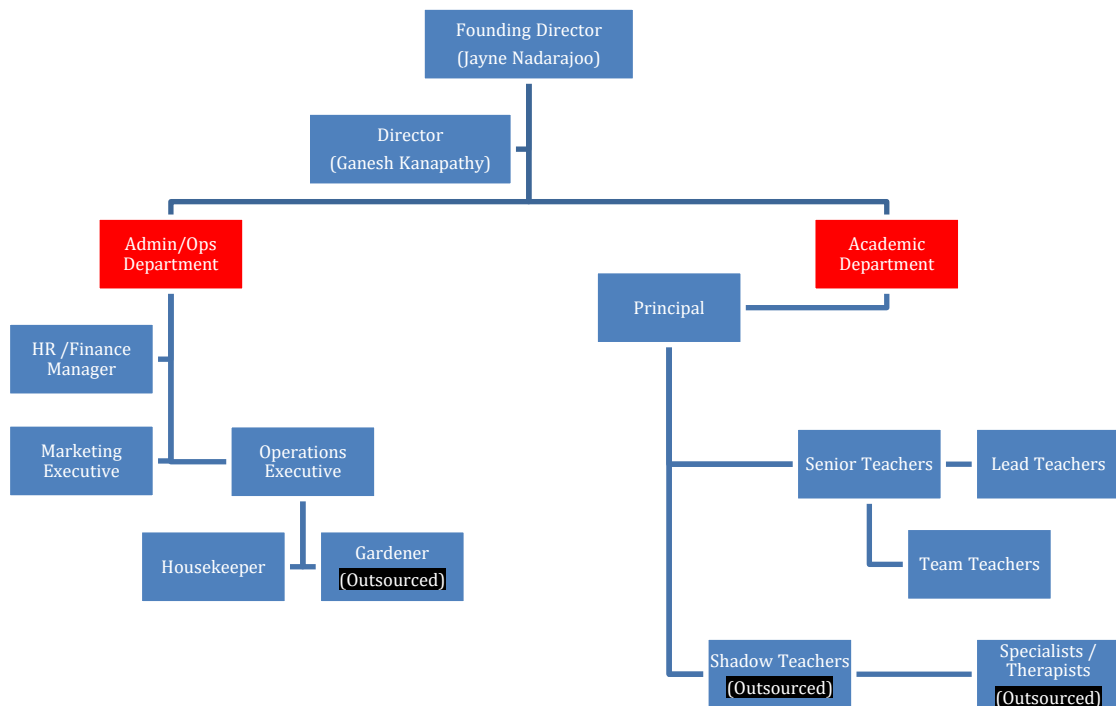 Founding Director
(Jayne Nadarajoo)
Director
(Ganesh Kanapathy)
Admin/Ops
Department
Academic
Department
Principal
HR /Finance
Manager
Marketing
Executive
Operations
Executive
Senior Teachers
Lead Teachers
Housekeeper
Gardener
(Outsourced)
Team Teachers
Shadow Teachers
(Outsourced)
Specialists /
Therapists
(Outsourced)